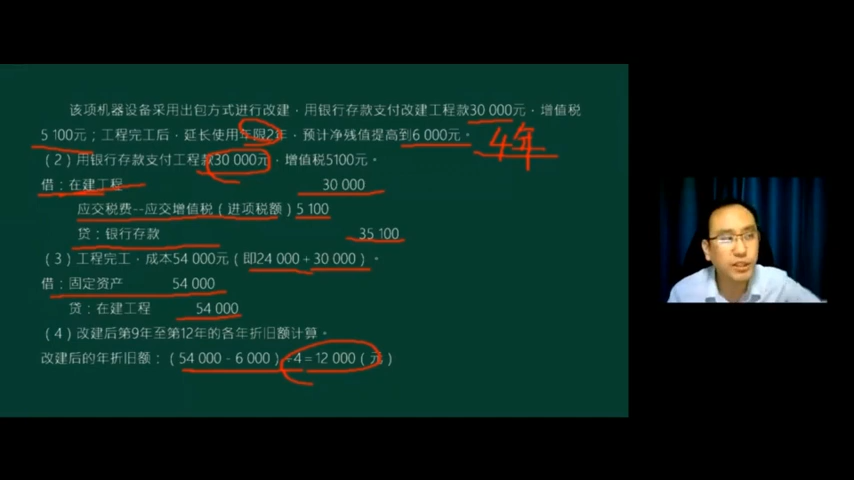 该项机器设备采用出包方式进行改建，用银行存款支付改建工程款30 000元，增值税
5 100元；工程完工后，延长使用年限2年，预计净残值提高到6 000元。
4年
（2）用银行存款支付工程款30 000元，增值税5100元。
借：在建工程 30 000
应交税费--应交增值税（进项税额）5 100
贷：银行存款 35 100
（3）工程完工，成本54 000元（即24 000＋30 000）。
借：固定资产 54 000
贷：在建工程 54 000
（4）改建后第9年至第12年的各年折旧额计算。
改建后的年折旧额：（54 000－6 000）÷4＝12 000（元）